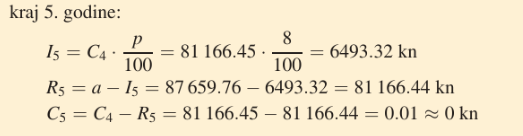 kraj 5. godine:
I₅ = C₄ · p/100 = 81 166.45 · 8/100 = 6493.32 kn
R₅ = a − I₅ = 87 659.76 − 6493.32 = 81 166.44 kn
C₅ = C₄ − R₅ = 81 166.45 − 81 166.44 = 0.01 ≈ 0 kn